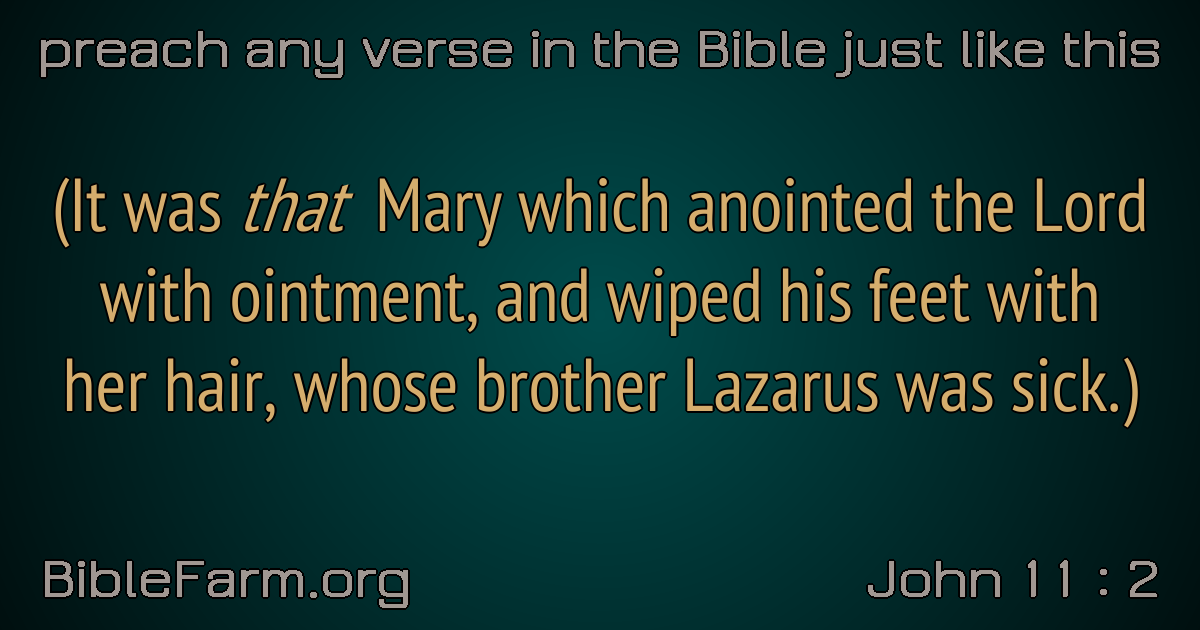 preach any verse in the Bible just like this
(It was that Mary which anointed the Lord
with ointment, and wiped his feet with
her hair, whose brother Lazarus was sick.)
BibleFarm.org
John 11 : 2